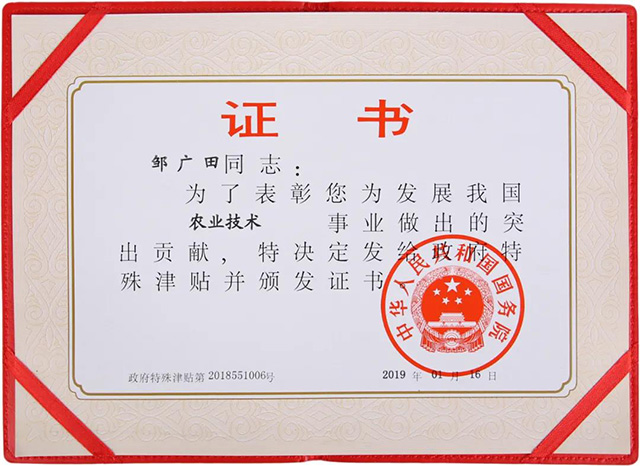 证 书
邹广田同志：
为了表彰您为发展我国
农业技术 事业做出的突
出贡献，特决定发给政府特
殊津贴并颁发证书。
中华人民共和国国务院
政府特殊津贴第2018551006号
2019 年 01 月 16 日